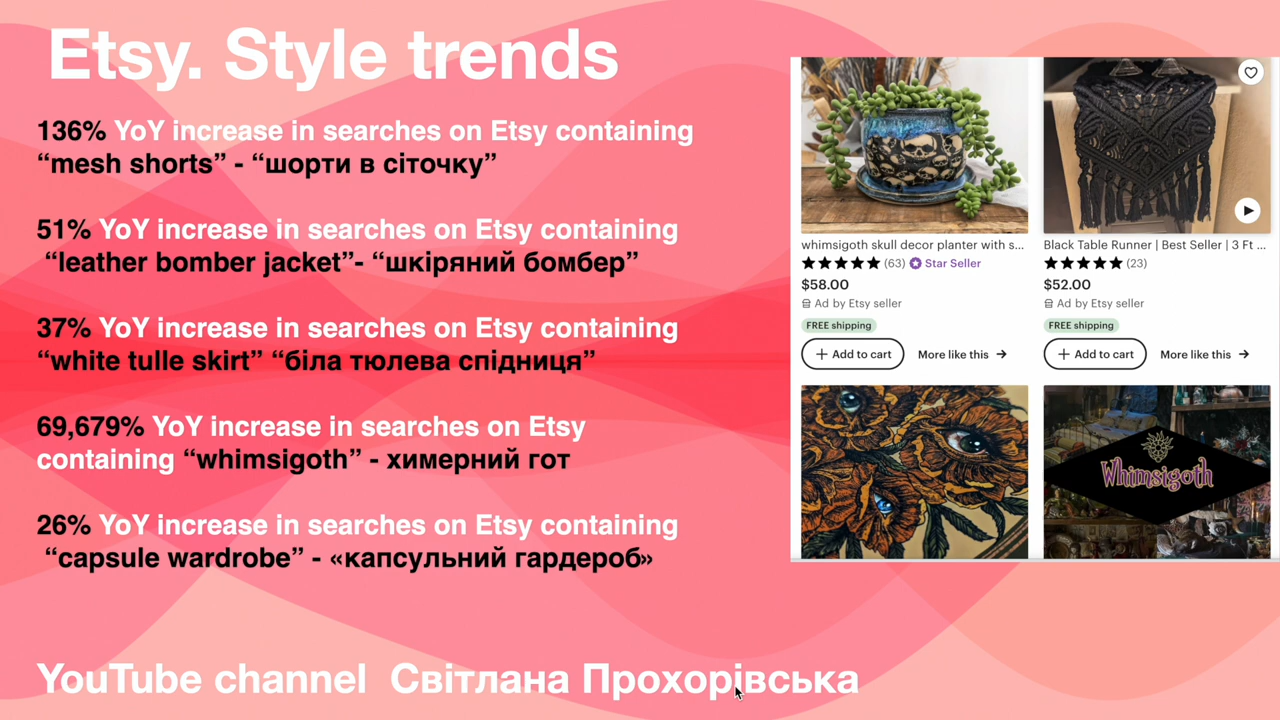 Etsy. Style trends
136% YoY increase in searches on Etsy containing
“mesh shorts” - “шорти в сіточку”
51% YoY increase in searches on Etsy containing
“leather bomber jacket”- “шкіряний бомбер”
37% YoY increase in searches on Etsy containing
“white tulle skirt” “біла тюлева спідниця”
69,679% YoY increase in searches on Etsy
containing “whimsigoth” - химерний гот
26% YoY increase in searches on Etsy containing
“capsule wardrobe” - «капсульний гардероб»
YouTube channel Світлана Прохорівська
whimsigoth skull decor planter with s...
(63) Star Seller
$58.00
Ad by Etsy seller
FREE shipping
+ Add to cart More like this →
Black Table Runner | Best Seller | 3 Ft ...
(23)
$52.00
Ad by Etsy seller
FREE shipping
+ Add to cart More like this →
Whimsigoth